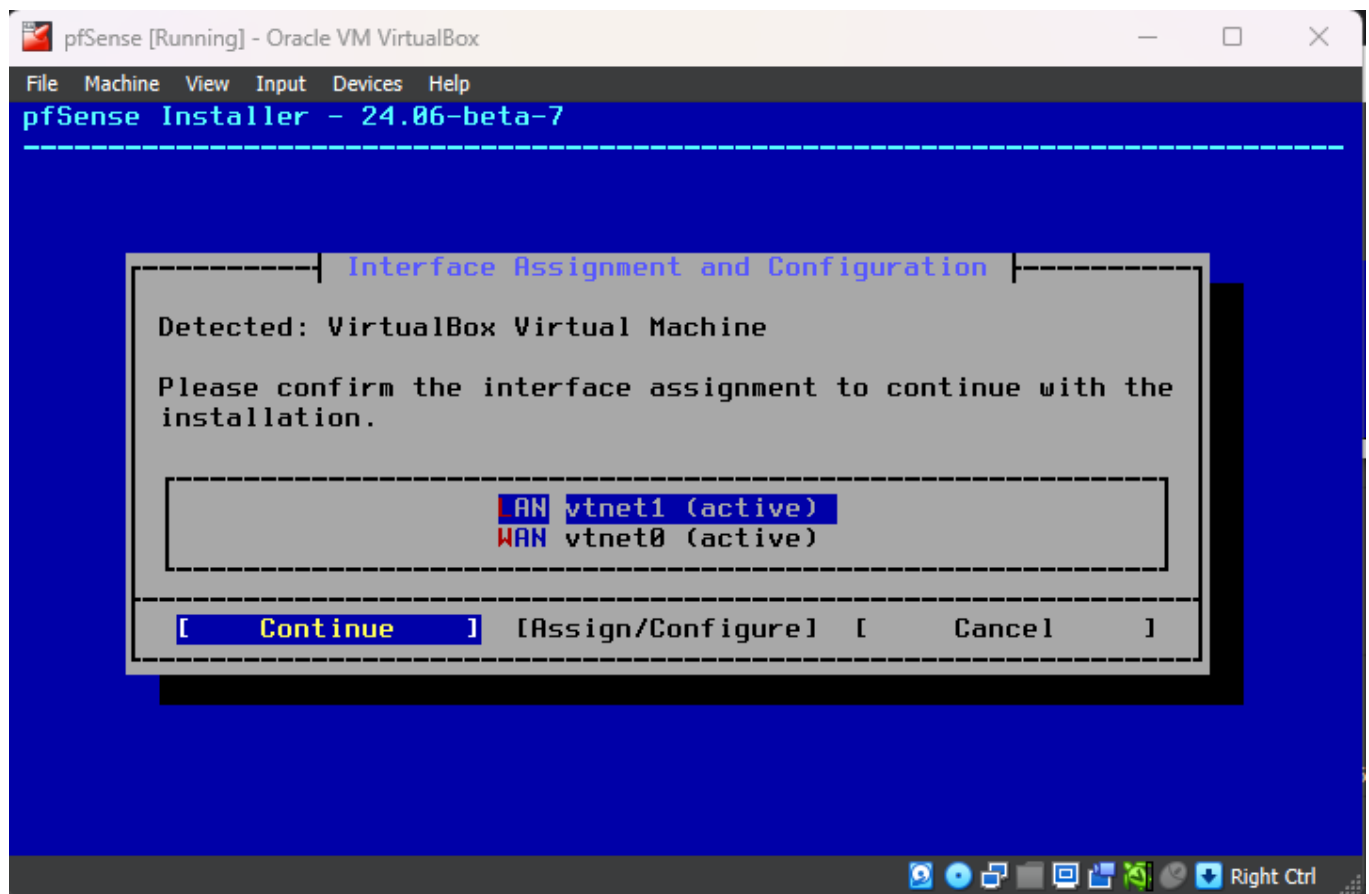 pfSense [Running] - Oracle VM VirtualBox
File Machine View Input Devices Help
pfSense Installer - 24.06-beta-7
Interface Assignment and Configuration
Detected: VirtualBox Virtual Machine
Please confirm the interface assignment to continue with the
installation.
LAN vtnet1 (active)
WAN vtnet0 (active)
[ Continue ] [Assign/Configure] [ Cancel ]
Right Ctrl